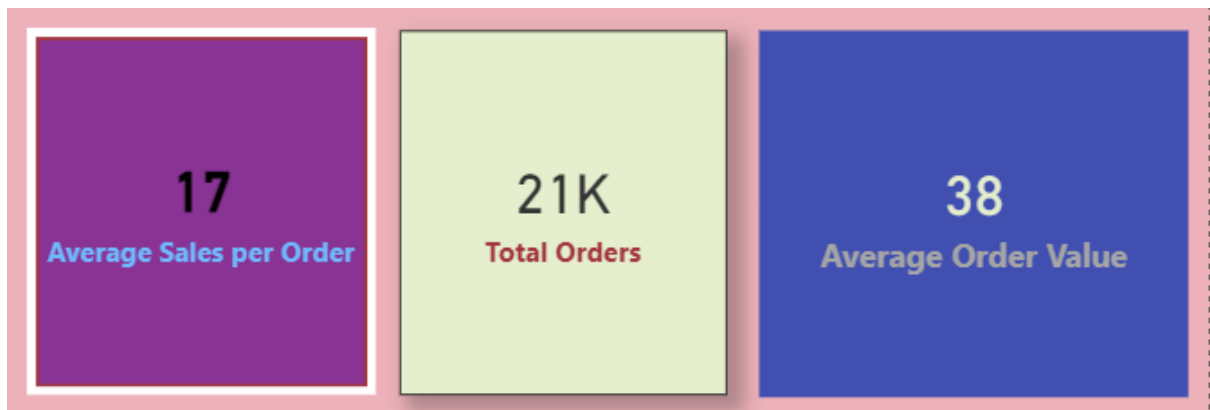 17
Average Sales per Order
21K
Total Orders
38
Average Order Value